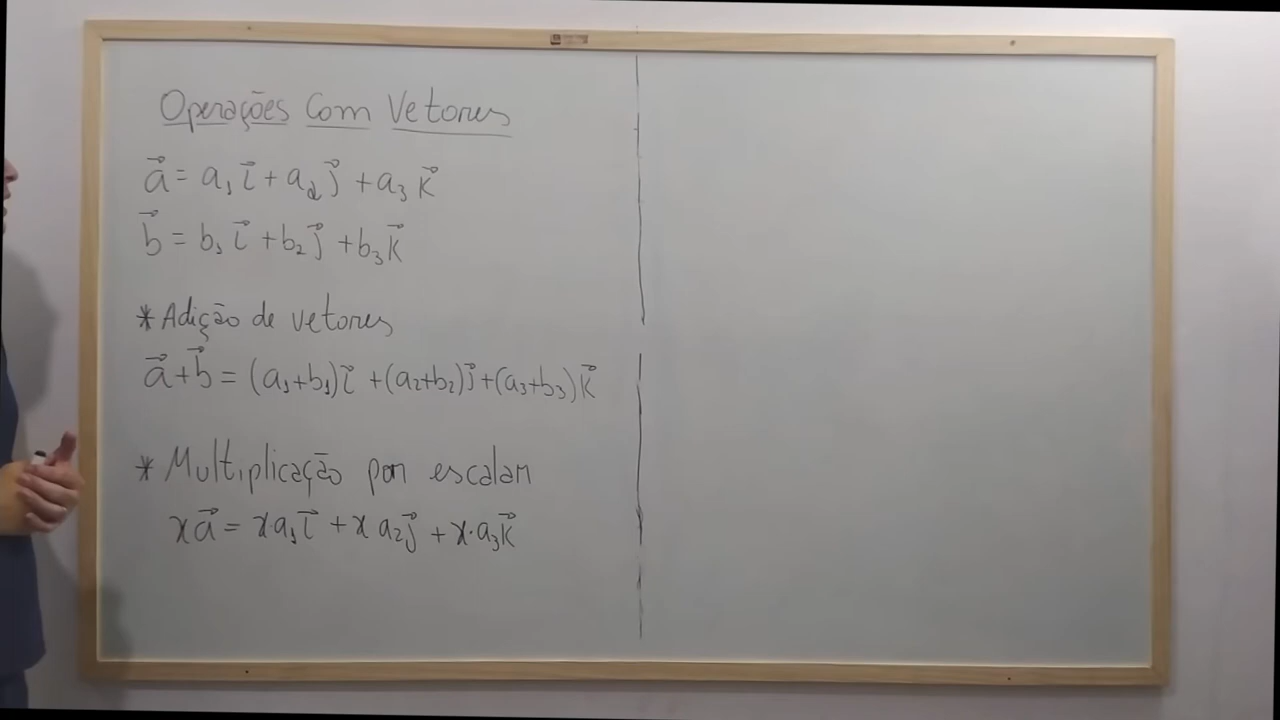 Operações Com Vetores
a⃗ = a₁ i⃗ + a₂ j⃗ + a₃ k⃗
b⃗ = b₁ i⃗ + b₂ j⃗ + b₃ k⃗
* Adição de vetores
a⃗ + b⃗ = (a₁+b₁) i⃗ + (a₂+b₂) j⃗ + (a₃+b₃) k⃗
* Multiplicação por escalar
x a⃗ = x·a₁ i⃗ + x a₂ j⃗ + x·a₃ k⃗